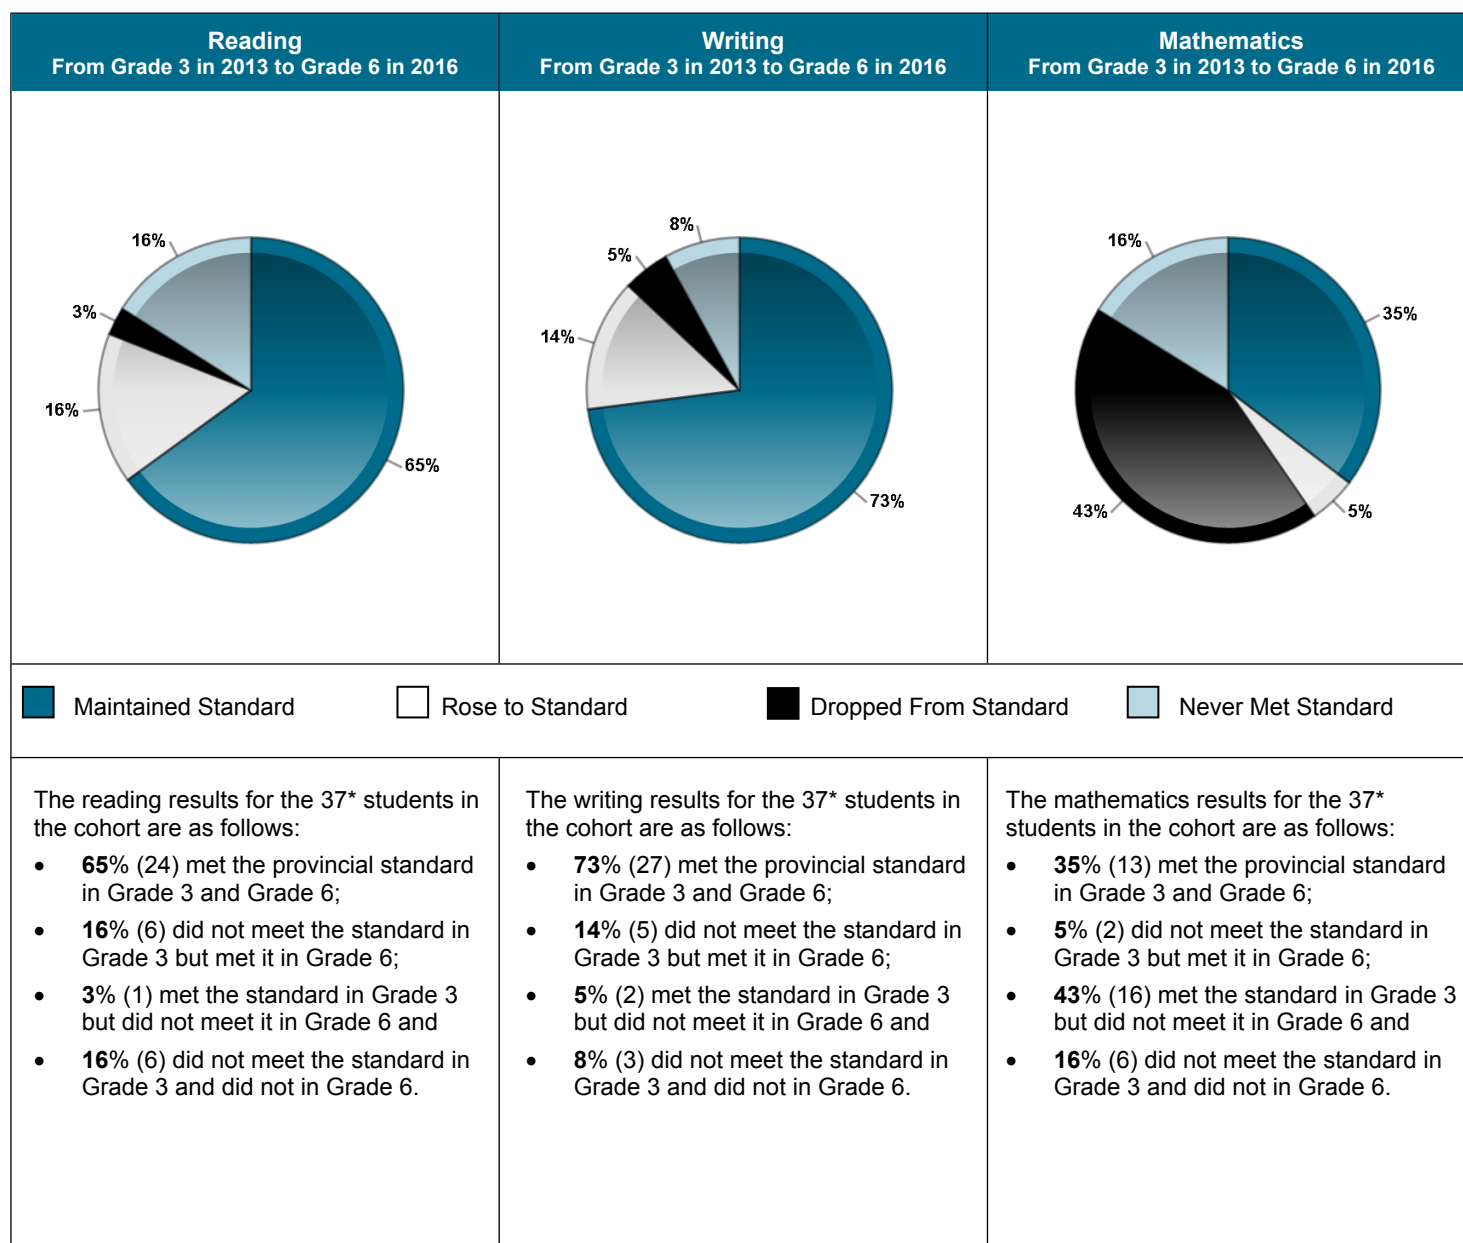 Reading
From Grade 3 in 2013 to Grade 6 in 2016
Writing
From Grade 3 in 2013 to Grade 6 in 2016
Mathematics
From Grade 3 in 2013 to Grade 6 in 2016
16%
3%
16%
65%
8%
5%
14%
73%
16%
35%
43%
5%
Maintained Standard
Rose to Standard
Dropped From Standard
Never Met Standard
The reading results for the 37* students in
the cohort are as follows:
• 65% (24) met the provincial standard
in Grade 3 and Grade 6;
• 16% (6) did not meet the standard in
Grade 3 but met it in Grade 6;
• 3% (1) met the standard in Grade 3
but did not meet it in Grade 6 and
• 16% (6) did not meet the standard in
Grade 3 and did not in Grade 6.
The writing results for the 37* students in
the cohort are as follows:
• 73% (27) met the provincial standard
in Grade 3 and Grade 6;
• 14% (5) did not meet the standard in
Grade 3 but met it in Grade 6;
• 5% (2) met the standard in Grade 3
but did not meet it in Grade 6 and
• 8% (3) did not meet the standard in
Grade 3 and did not in Grade 6.
The mathematics results for the 37*
students in the cohort are as follows:
• 35% (13) met the provincial standard
in Grade 3 and Grade 6;
• 5% (2) did not meet the standard in
Grade 3 but met it in Grade 6;
• 43% (16) met the standard in Grade 3
but did not meet it in Grade 6 and
• 16% (6) did not meet the standard in
Grade 3 and did not in Grade 6.